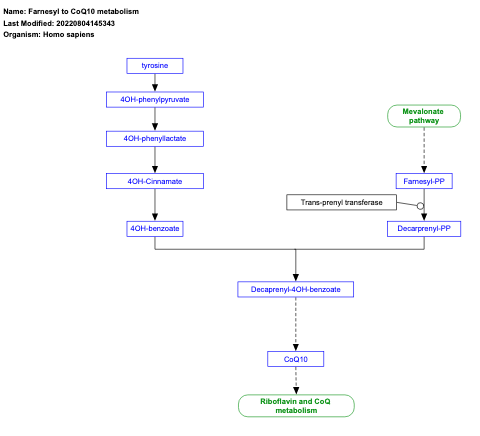 Name: Farnesyl to CoQ10 metabolism
Last Modified: 20220804145343
Organism: Homo sapiens
tyrosine
4OH-phenylpyruvate
Mevalonate
pathway
4OH-phenyllactate
4OH-Cinnamate
Farnesyl-PP
Trans-prenyl transferase
4OH-benzoate
Decarprenyl-PP
Decaprenyl-4OH-benzoate
CoQ10
Riboflavin and CoQ
metabolism